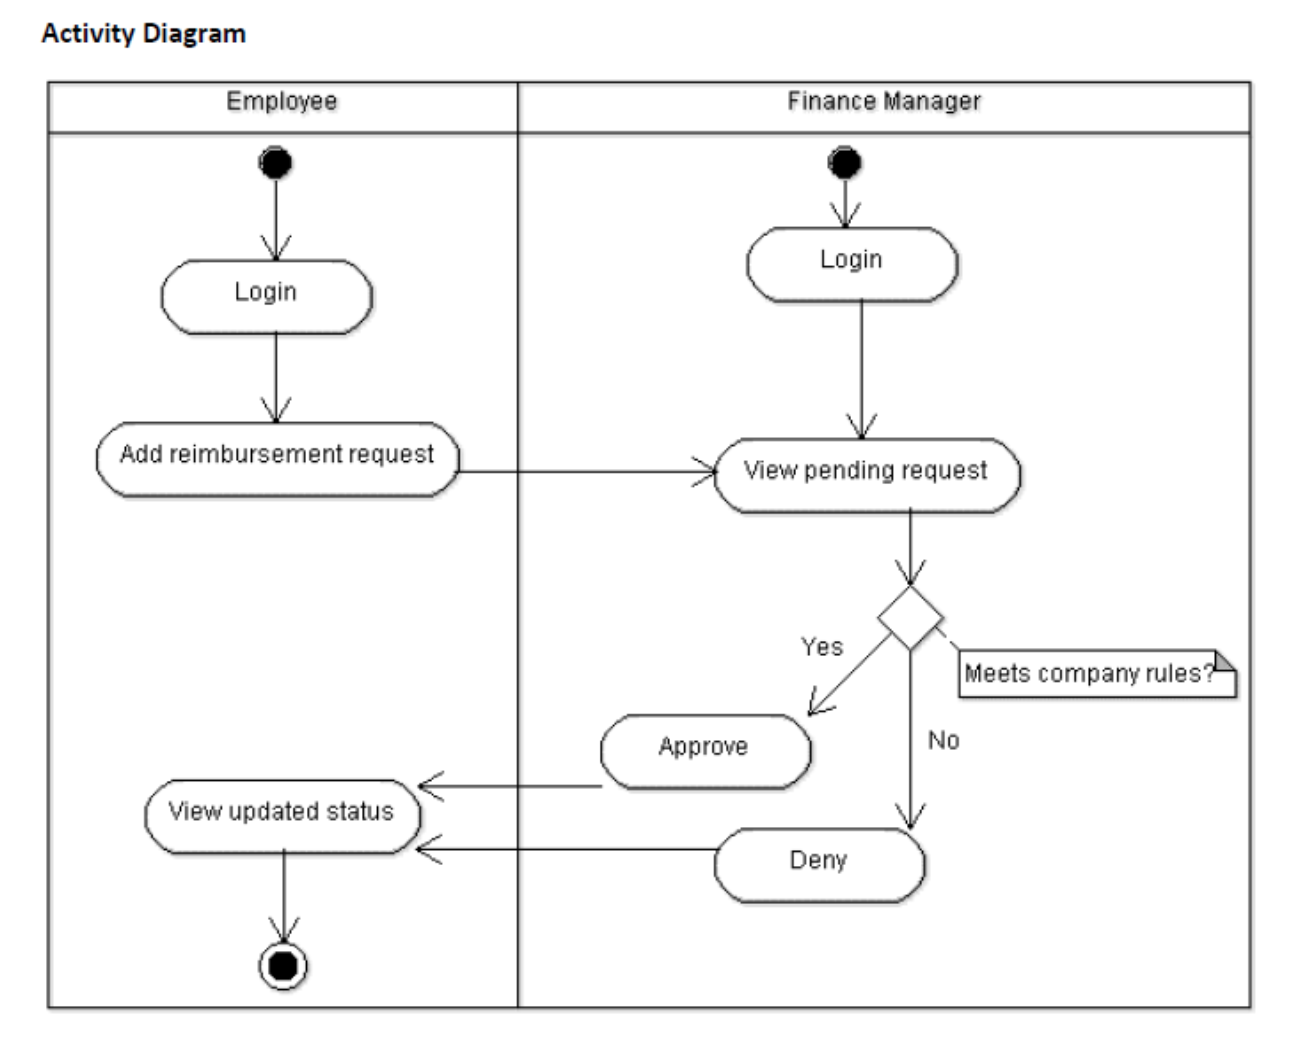 Activity Diagram
Employee
Finance Manager
Login
Login
Add reimbursement request
View pending request
Yes
Meets company rules?
No
Approve
View updated status
Deny